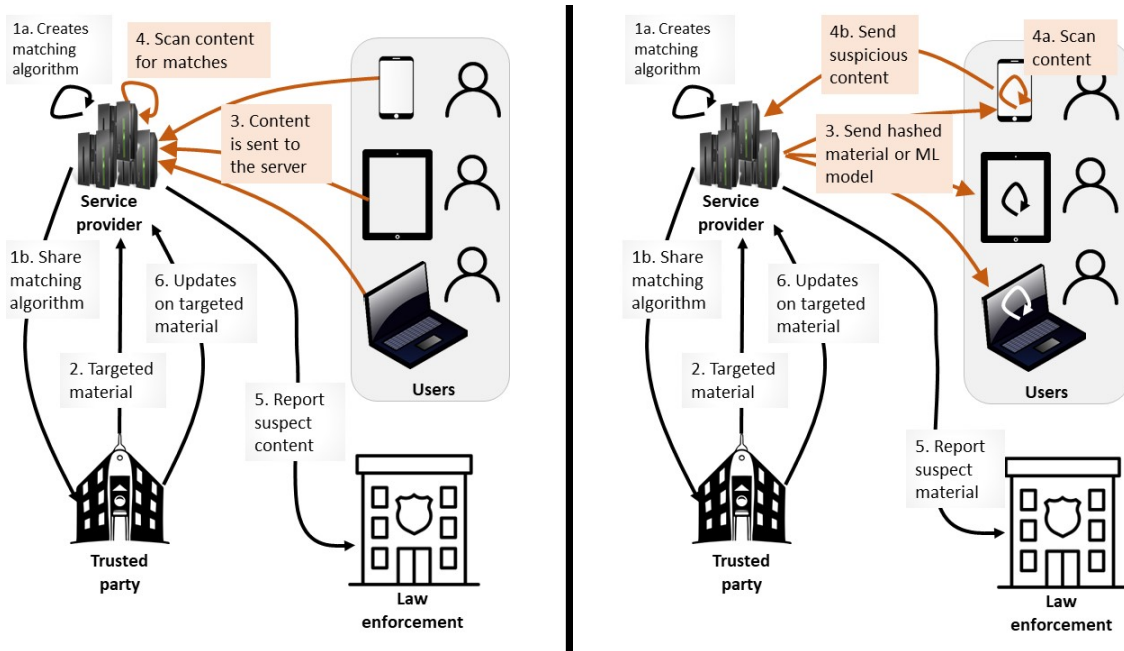 1a. Creates
matching
algorithm
4. Scan content
for matches
3. Content
is sent to
the server
Service
provider
1b. Share
matching
algorithm
6. Updates
on targeted
material
2. Targeted
material
Users
5. Report
suspect
content
Trusted
party
Law
enforcement
1a. Creates
matching
algorithm
4b. Send
suspicious
content
4a. Scan
content
3. Send hashed
material or ML
model
Service
provider
1b. Share
matching
algorithm
6. Updates
on targeted
material
2. Targeted
material
Users
5. Report
suspect
material
Trusted
party
Law
enforcement